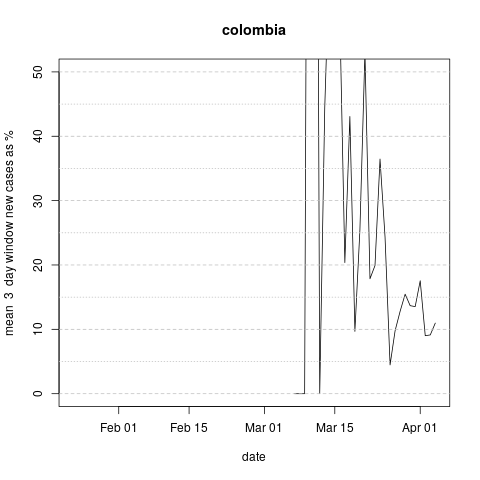 colombia
mean  3  day window new cases as %
50
40
30
20
10
0
Feb 01
Feb 15
Mar 01
Mar 15
Apr 01
date